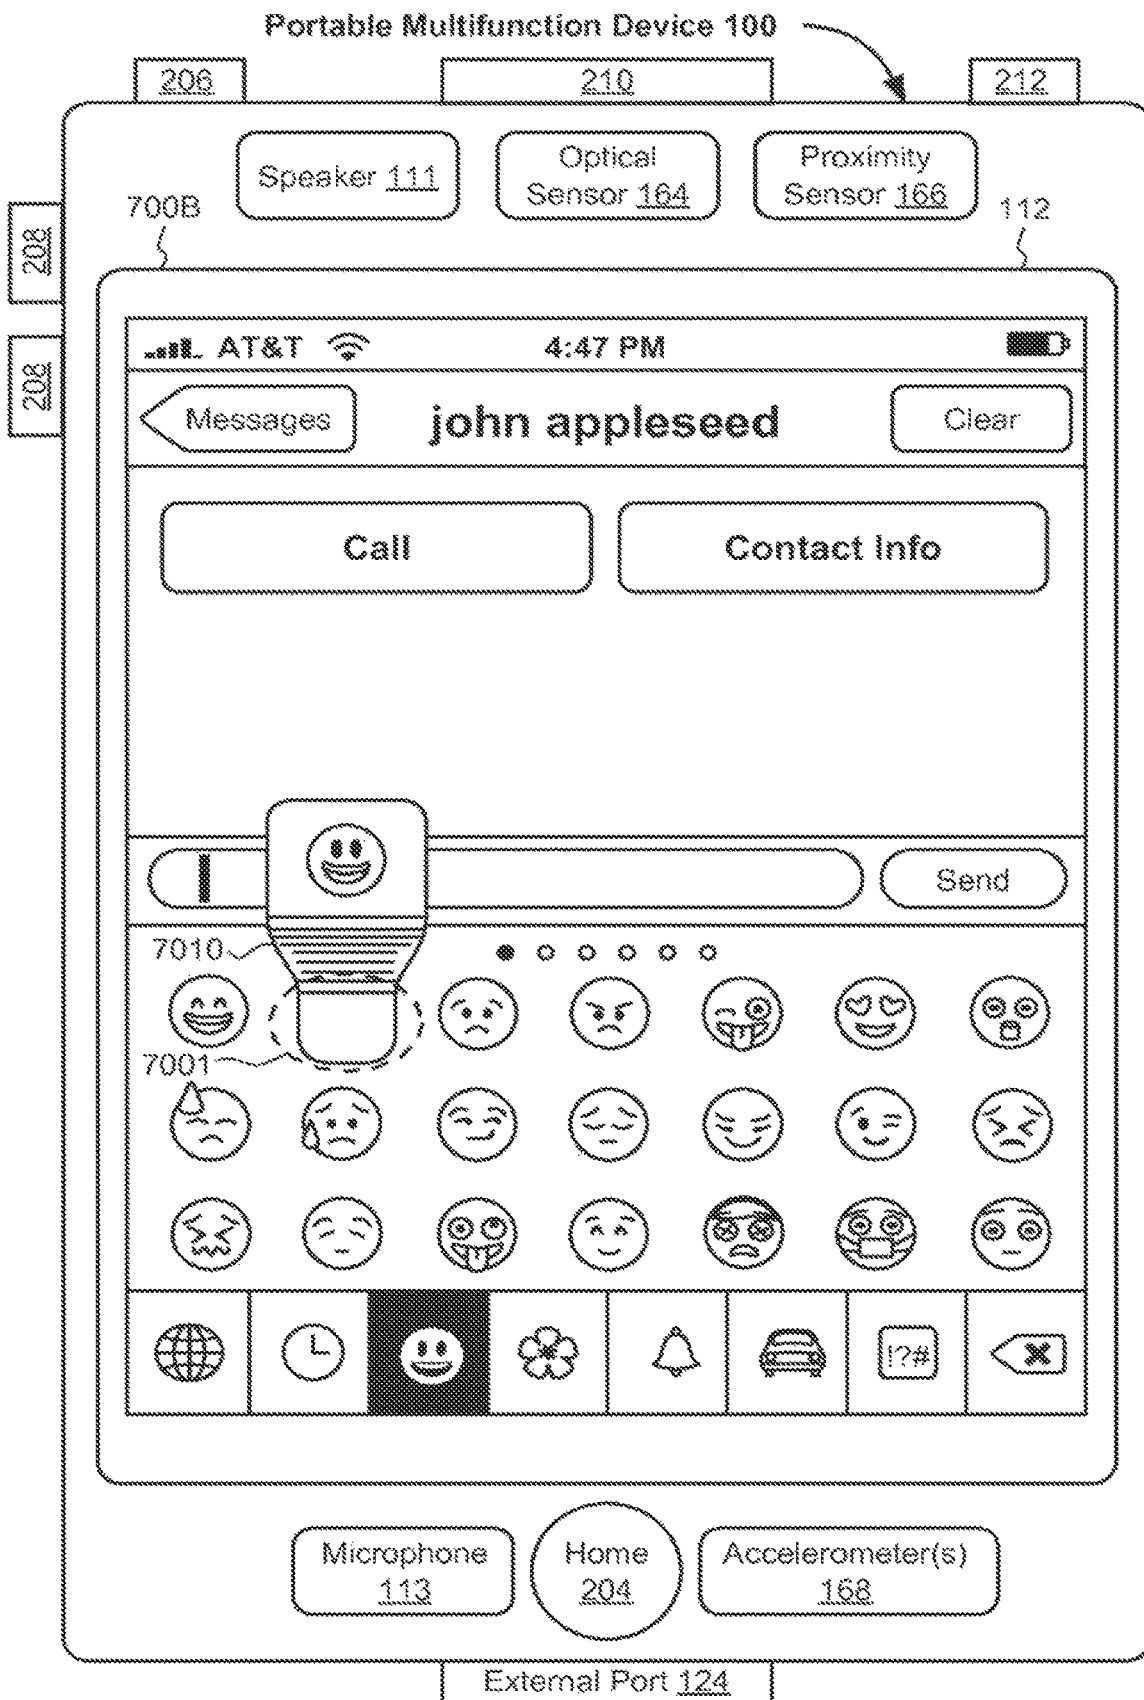 Portable Multifunction Device 100
206
210
212
Speaker 111
Optical
Sensor 164
Proximity
Sensor 166
208
208
700B
112
AT&T
4:47 PM
Messages
john appleseed
Clear
Call
Contact Info
Send
7010
7001
!?#
Microphone
113
Home
204
Accelerometer(s)
168
External Port 124